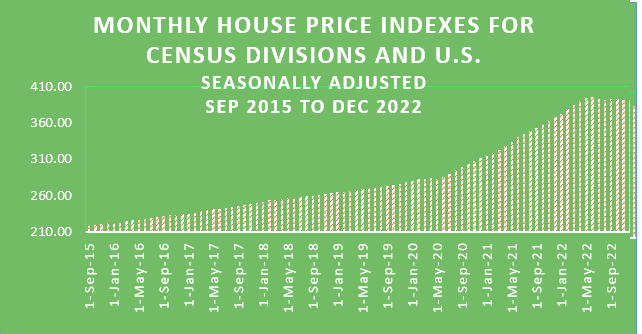 MONTHLY HOUSE PRICE INDEXES FOR
CENSUS DIVISIONS AND U.S.
SEASONALLY ADJUSTED
SEP 2015 TO DEC 2022
410.00
360.00
310.00
260.00
210.00
1-Sep-15
1-Jan-16
1-May-16
1-Sep-16
1-Jan-17
1-May-17
1-Sep-17
1-Jan-18
1-May-18
1-Sep-18
1-Jan-19
1-May-19
1-Sep-19
1-Jan-20
1-May-20
1-Sep-20
1-Jan-21
1-May-21
1-Sep-21
1-Jan-22
1-May-22
1-Sep-22